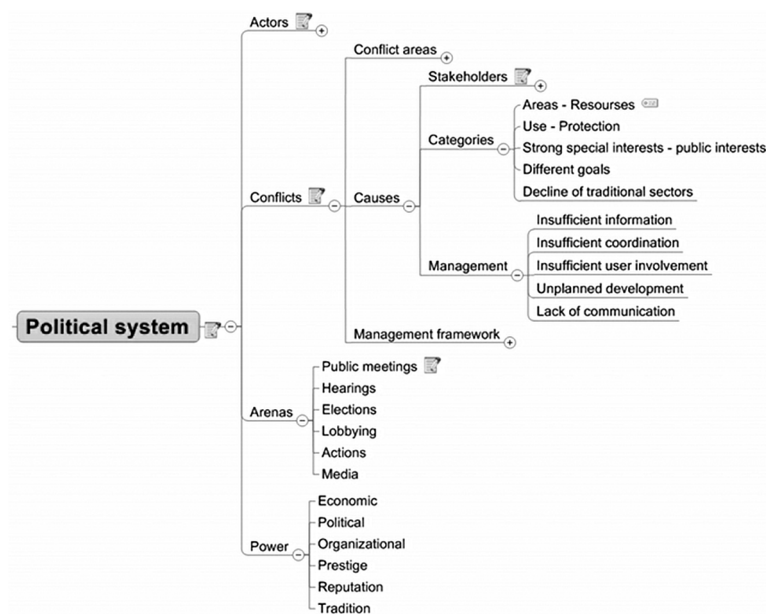 Actors
Conflict areas
Stakeholders
Areas - Resourses
Categories
Use - Protection
Strong special interests - public interests
Different goals
Decline of traditional sectors
Conflicts
Causes
Insufficient information
Insufficient coordination
Management
Insufficient user involvement
Unplanned development
Lack of communication
Political system
Management framework
Public meetings
Hearings
Arenas
Elections
Lobbying
Actions
Media
Economic
Political
Power
Organizational
Prestige
Reputation
Tradition